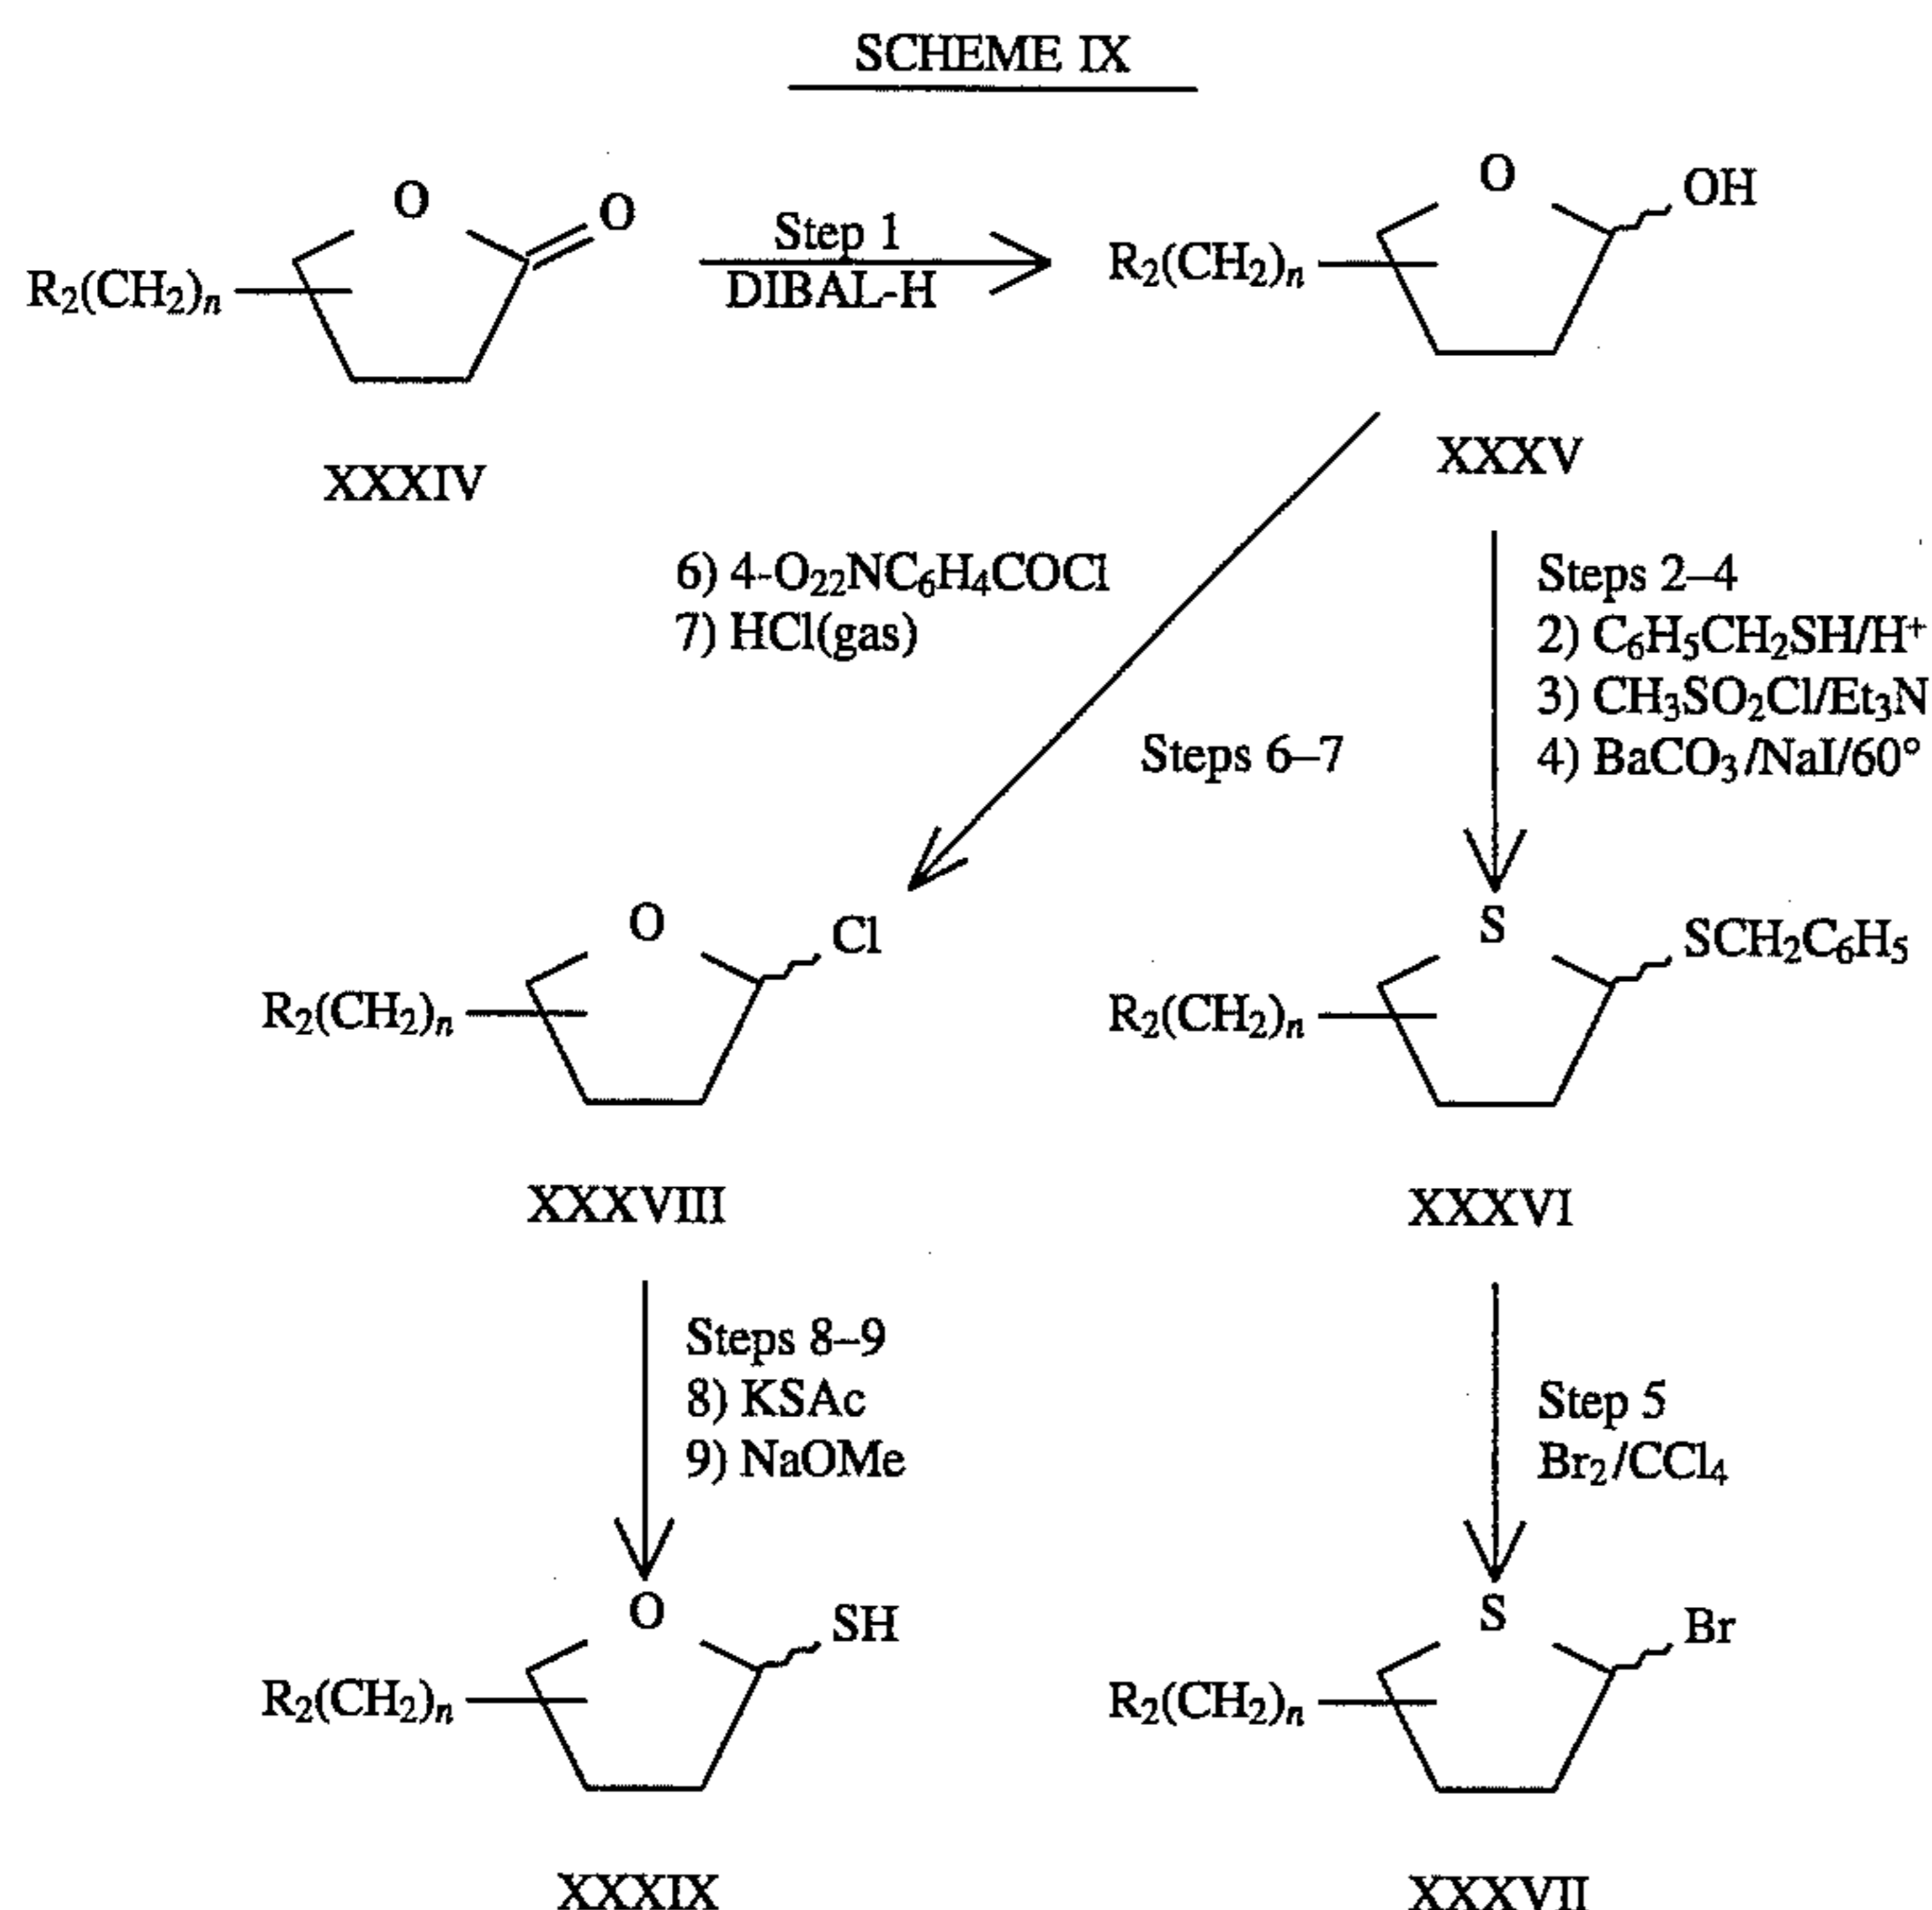 SCHEME IX
O
O
R₂(CH₂)ₙ
XXXIV
Step 1
DIBAL-H
O
OH
R₂(CH₂)ₙ
XXXV
6) 4-O₂₂NC₆H₄COCl
7) HCl(gas)
Steps 6–7
Steps 2–4
2) C₆H₅CH₂SH/H⁺
3) CH₃SO₂Cl/Et₃N
4) BaCO₃/NaI/60°
O
Cl
R₂(CH₂)ₙ
XXXVIII
S
SCH₂C₆H₅
R₂(CH₂)ₙ
XXXVI
Steps 8–9
8) KSAc
9) NaOMe
Step 5
Br₂/CCl₄
O
SH
R₂(CH₂)ₙ
XXXIX
S
Br
R₂(CH₂)ₙ
XXXVII